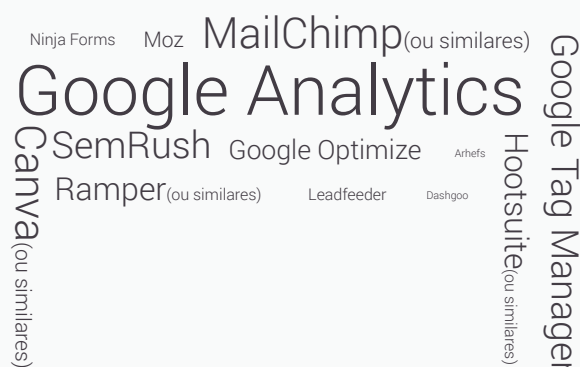 Ninja Forms Moz MailChimp(ou similares)
Google Analytics
SemRush Google Optimize Arhefs
Ramper(ou similares) Leadfeeder Dashgoo
Canva(ou similares)
Hootsuite(ou similares)
Google Tag Manager